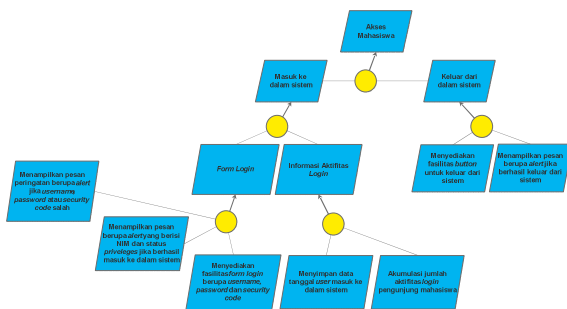 Akses
Mahasiswa
Masuk ke
dalam sistem
Keluar dari
dalam sistem
Form Login
Informasi Aktifitas
Login
Menyediakan
fasilitas button
untuk keluar dari
sistem
Menampilkan pesan
berupa alert jika
berhasil keluar dari
sistem
Menampilkan pesan
peringatan berupa alert
jika username,
password atau security
code salah
Menampilkan pesan
berupa alert yang berisi
NIM dan status
priveleges jika berhasil
masuk ke dalam sistem
Menyediakan
fasilitas form login
berupa username,
password dan security
code
Menyimpan data
tanggal user masuk ke
dalam sistem
Akumulasi jumlah
aktifitas login
pengunjung mahasiswa